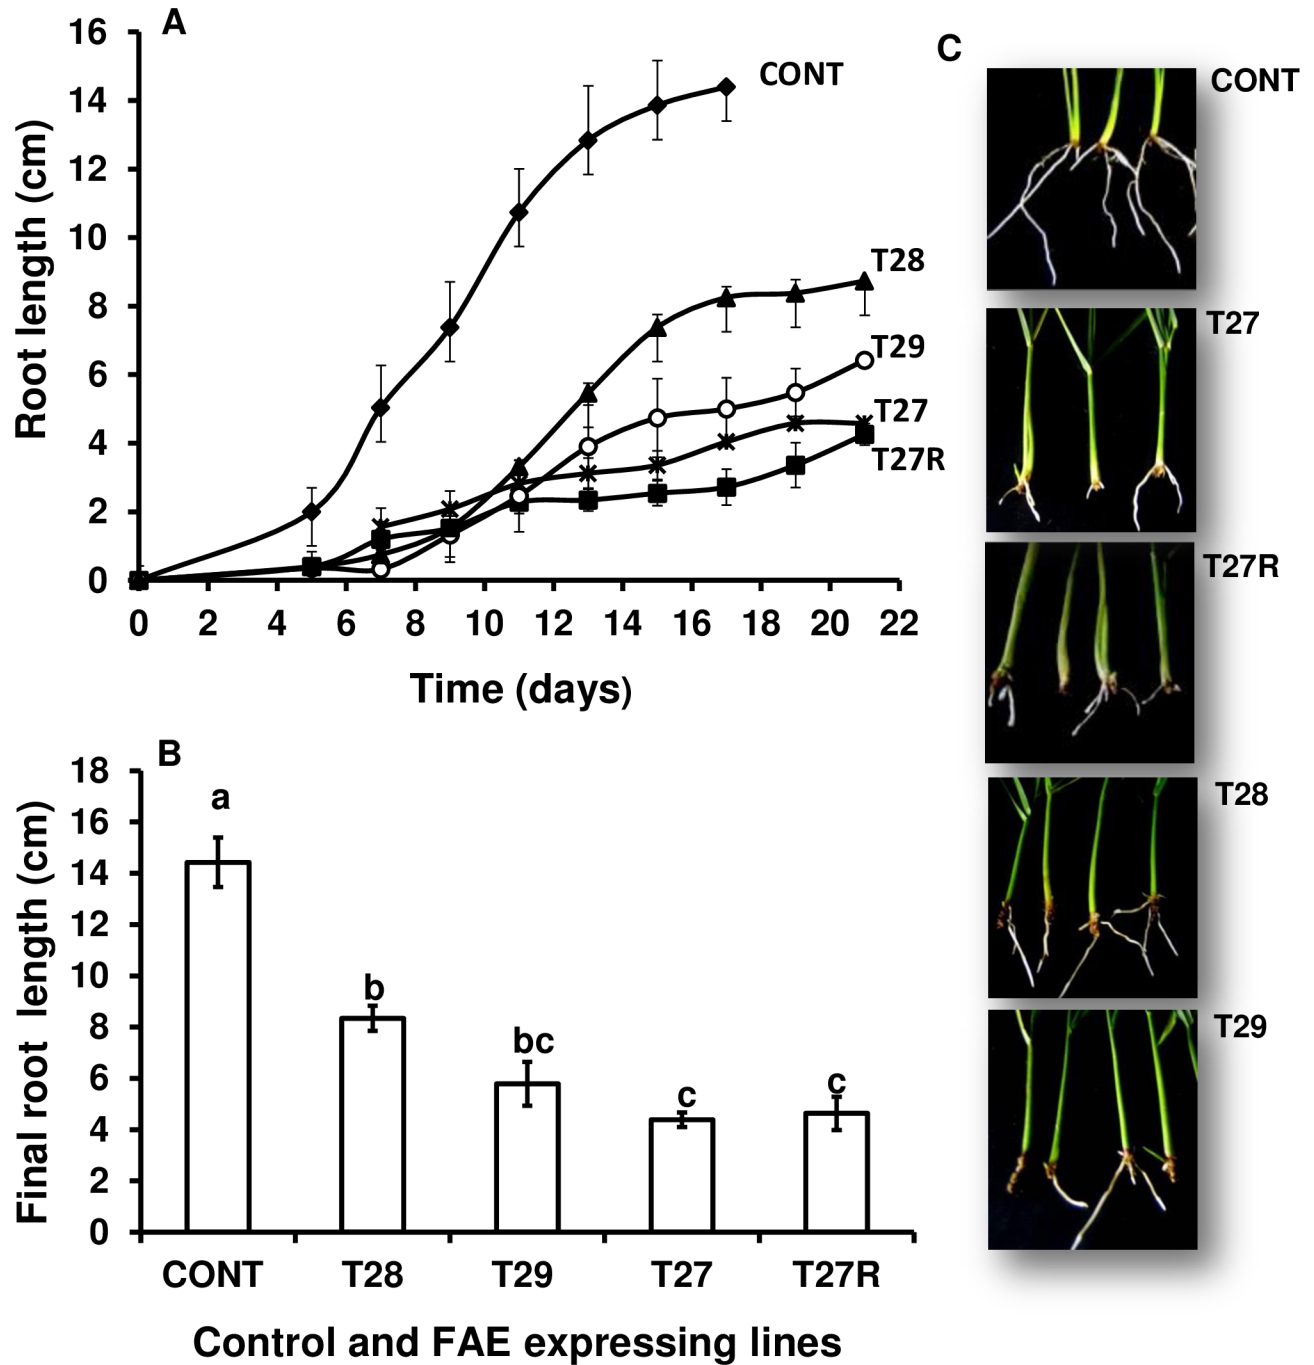 A
16
14
12
10
8
6
4
2
0
Root length (cm)
CONT
T28
T29
T27
T27R
0 2 4 6 8 10 12 14 16 18 20 22
Time (days)
B
18
16
14
12
10
8
6
4
2
0
Final root length (cm)
a
b
bc
c
c
CONT T28 T29 T27 T27R
Control and FAE expressing lines
C
CONT
T27
T27R
T28
T29